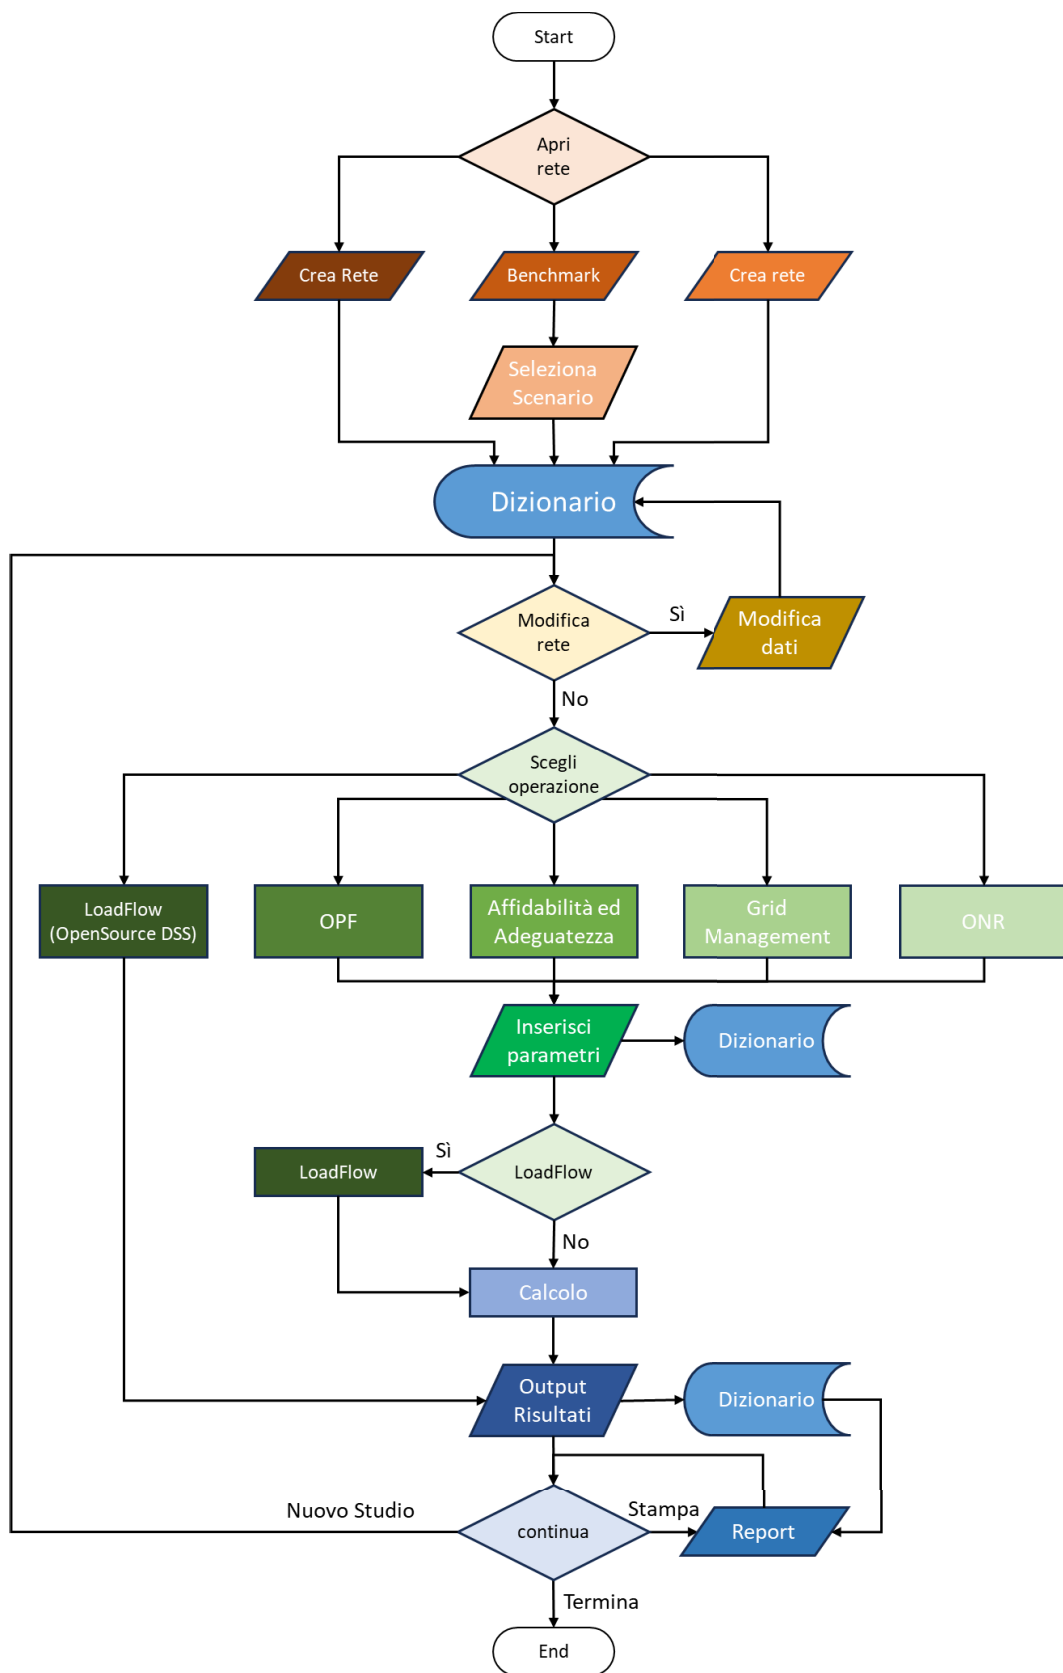 Start
Apri
rete
Crea Rete
Benchmark
Crea rete
Seleziona
Scenario
Dizionario
Modifica
rete
Sì
Modifica
dati
No
Scegli
operazione
LoadFlow
(OpenSource DSS)
OPF
Affidabilità ed
Adeguatezza
Grid
Management
ONR
Inserisci
parametri
Dizionario
Sì
LoadFlow
LoadFlow
No
Calcolo
Output
Risultati
Dizionario
Nuovo Studio
continua
Stampa
Report
Termina
End